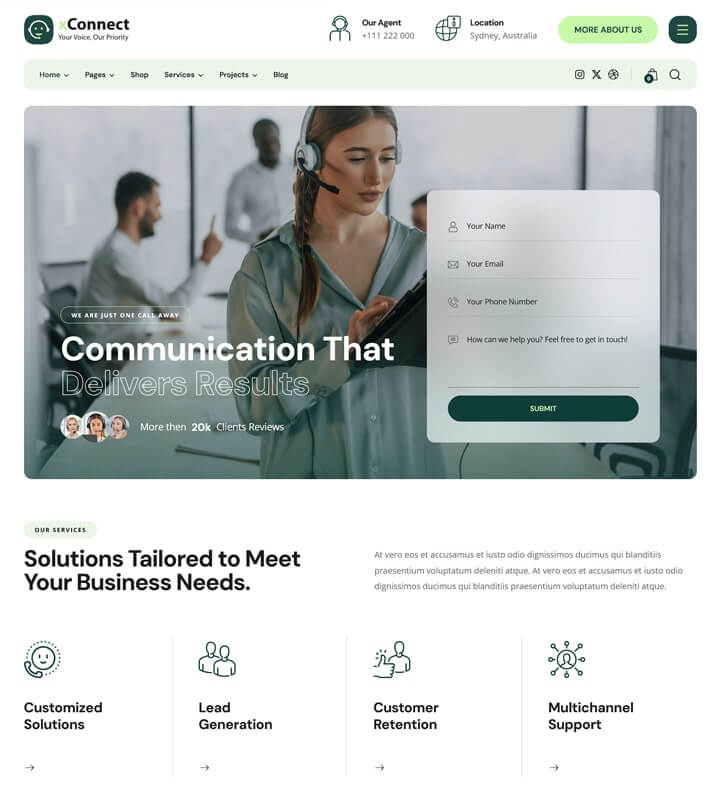 xConnect
Your Voice, Our Priority
Our Agent
+111 222 000
Location
Sydney, Australia
MORE ABOUT US
Home
Pages
Shop
Services
Projects
Blog
0
WE ARE JUST ONE CALL AWAY
Communication That
Delivers Results
More then 20k Clients Reviews
Your Name
Your Email
Your Phone Number
How can we help you? Feel free to get in touch!
SUBMIT
OUR SERVICES
Solutions Tailored to Meet
Your Business Needs.
At vero eos et accusamus et iusto odio dignissimos ducimus qui blanditiis
praesentium voluptatum deleniti atque. At vero eos et accusamus et iusto odio
dignissimos ducimus qui blanditiis praesentium voluptatum deleniti atque.
Customized
Solutions
Lead
Generation
Customer
Retention
Multichannel
Support